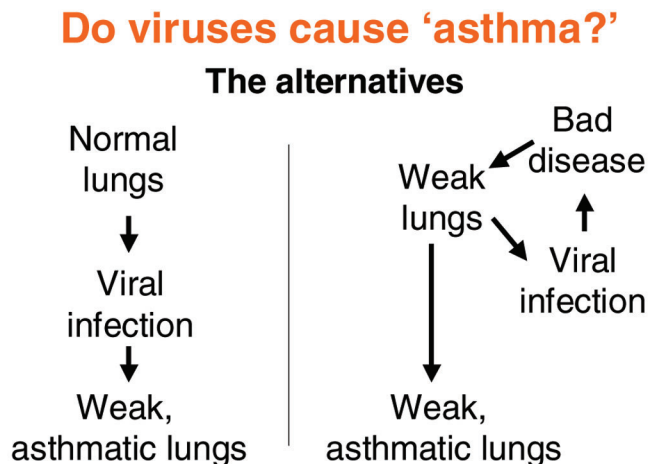 Do viruses cause ‘asthma?’
The alternatives
Normal
lungs
Viral
infection
Weak,
asthmatic lungs
Bad
disease
Weak
lungs
Viral
infection
Weak,
asthmatic lungs